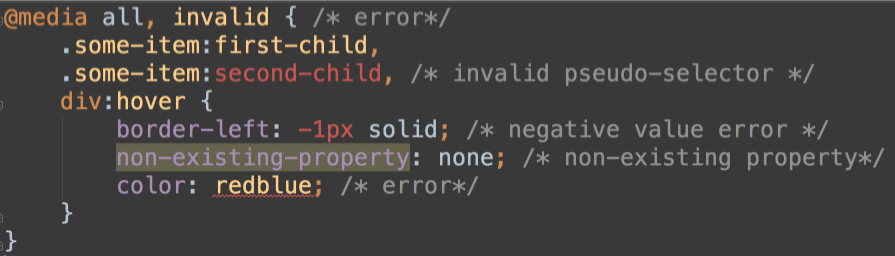 @media all, invalid { /* error*/
.some-item:first-child,
.some-item:second-child, /* invalid pseudo-selector */
div:hover {
border-left: -1px solid; /* negative value error */
non-existing-property: none; /* non-existing property*/
color: redblue; /* error*/
}
}